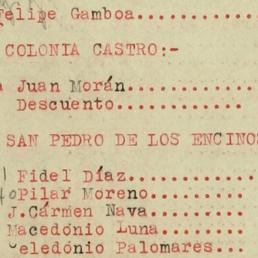 Felipe Gamboa..............
COLONIA CASTRO:-
Juan Morán..............
Descuento..............
SAN PEDRO DE LOS ENCINOS
Fidel Díaz..............
Pilar Moreno............
J.Cármen Nava...........
Macedónio Luna.........
eledónio Palomares...